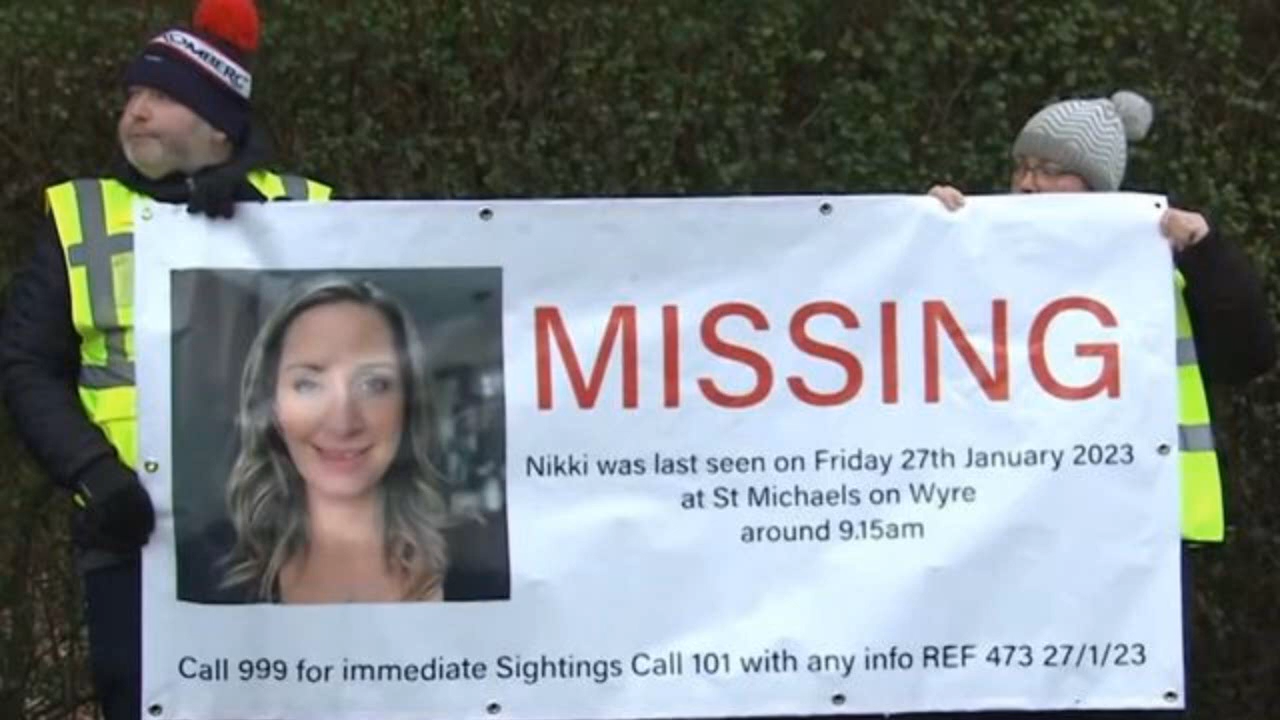 MISSING
Nikki was last seen on Friday 27th January 2023
at St Michaels on Wyre
around 9.15am
Call 999 for immediate Sightings Call 101 with any info REF 473 27/1/23